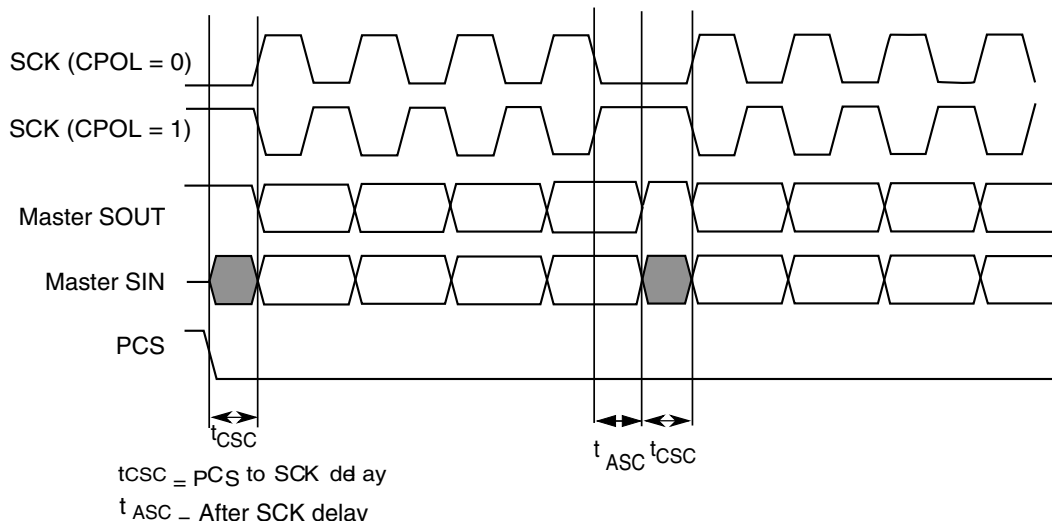 SCK (CPOL = 0)
SCK (CPOL = 1)
Master SOUT
Master SIN
PCS
tCSC
t ASC
tCSC
tCSC = PCS to SCK delay
t ASC – After SCK delay